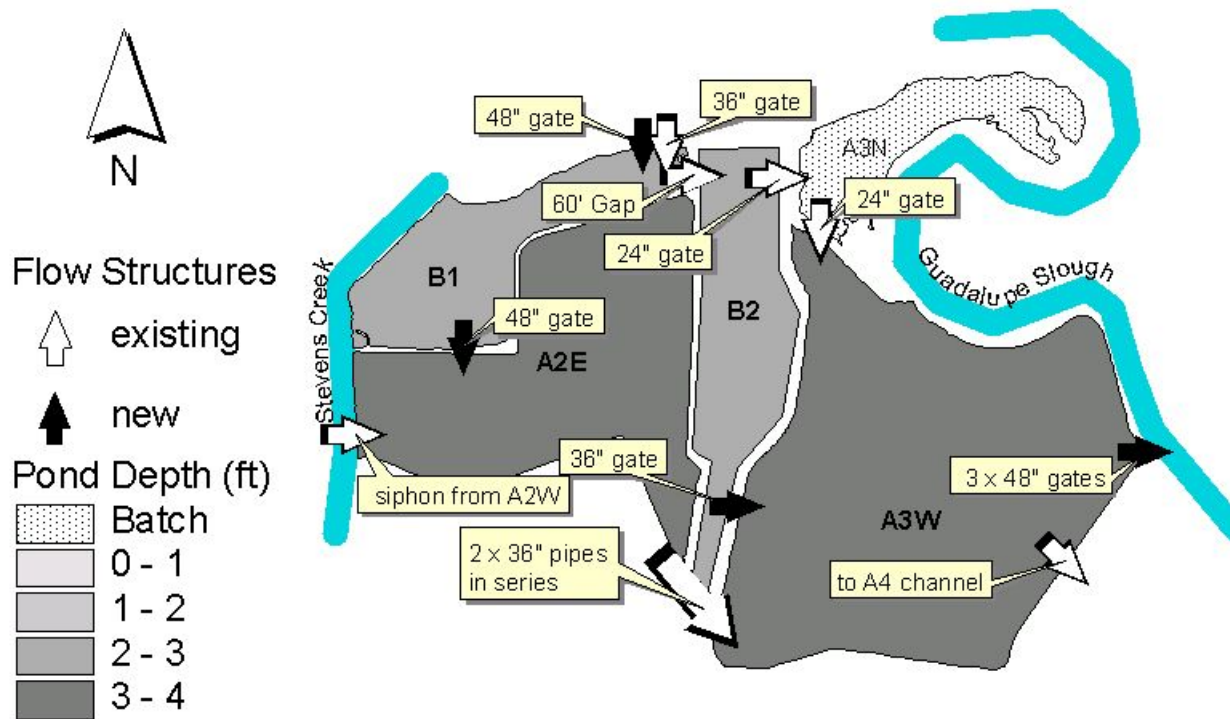 N
Flow Structures
existing
new
Pond Depth (ft)
Batch
0 - 1
1 - 2
2 - 3
3 - 4
48" gate
36" gate
A3N
60' Gap
24" gate
24" gate
B1
B2
Guadalupe Slough
Stevens Creek
48" gate
A2E
36" gate
siphon from A2W
3 x 48" gates
A3W
2 x 36" pipes
in series
to A4 channel